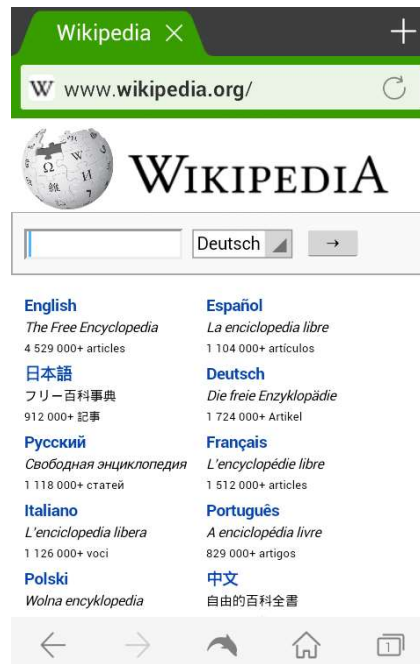 Wikipedia
www.wikipedia.org/
WIKIPEDIA
Deutsch
English
The Free Encyclopedia
4 529 000+ articles
Español
La enciclopedia libre
1 104 000+ artículos
日本語
フリー百科事典
912 000+ 記事
Deutsch
Die freie Enzyklopädie
1 724 000+ Artikel
Русский
Свободная энциклопедия
1 118 000+ статей
Français
L'encyclopédie libre
1 512 000+ articles
Italiano
L'enciclopedia libera
1 126 000+ voci
Português
A enciclopédia livre
829 000+ artigos
Polski
Wolna encyklopedia
中文
自由的百科全書
1